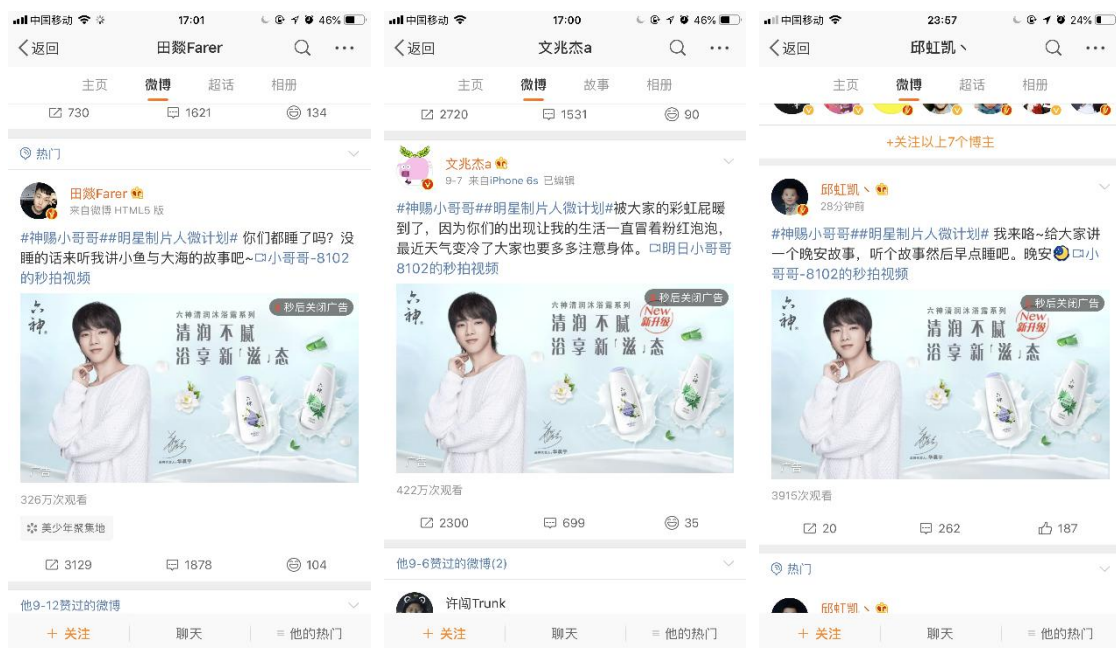 中国移动 17:01 46%
返回 田燚Farer
主页 微博 超话 相册
730 1621 134
热门
田燚Farer
来自微博 HTML5 版
#神赐小哥哥##明星制片人微计划# 你们都睡了吗？没
睡的话来听我讲小鱼与大海的故事吧~小哥哥-8102
的秒拍视频
六神
秒后关闭广告
六神清润沐浴露系列
清润不腻
浴享新「滋」态
广告
326万次观看
美少年聚集地
3129 1878 104
他9-12赞过的微博
+ 关注 聊天 他的热门
中国移动 17:00 46%
返回 文兆杰a
主页 微博 故事 相册
2720 1531 90
文兆杰a
9-7 来自iPhone 6s 已编辑
#神赐小哥哥##明星制片人微计划#被大家的彩虹屁暖
到了，因为你们的出现让我的生活一直冒着粉红泡泡，
最近天气变冷了大家也要多多注意身体。明日小哥哥
8102的秒拍视频
六神
秒后关闭广告
六神清润沐浴露系列
清润不腻 New 新升级
浴享新「滋」态
广告
422万次观看
2300 699 35
他9-6赞过的微博(2)
许闯Trunk
+ 关注 聊天 他的热门
中国移动 23:57 24%
返回 邱虹凯丶
主页 微博 超话 相册
+关注以上7个博主
邱虹凯丶
28分钟前
#神赐小哥哥##明星制片人微计划# 我来咯~给大家讲
一个晚安故事，听个故事然后早点睡吧。晚安 小
哥哥-8102的秒拍视频
六神
秒后关闭广告
六神清润沐浴露系列
清润不腻 New 新升级
浴享新「滋」态
广告
3915次观看
20 262 187
热门
邱虹凯丶
+ 关注 聊天 他的热门